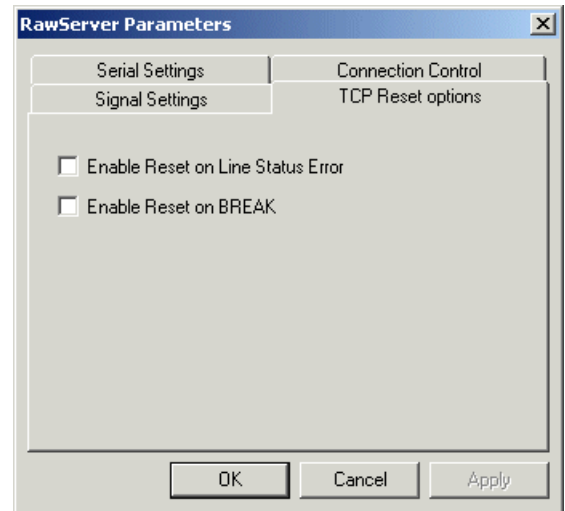 RawServer Parameters
Serial Settings
Connection Control
Signal Settings
TCP Reset options
Enable Reset on Line Status Error
Enable Reset on BREAK
OK
Cancel
Apply